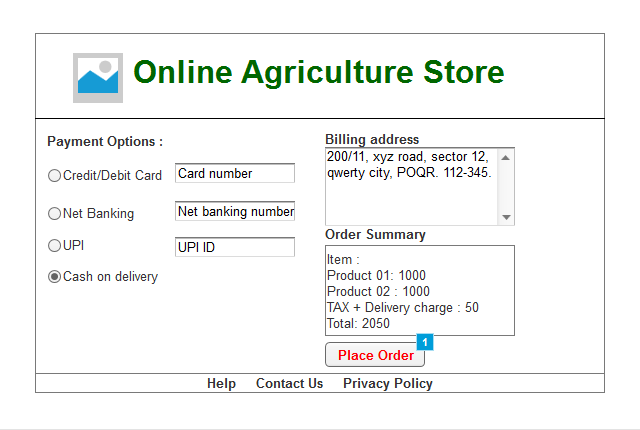 Online Agriculture Store
Payment Options :
Credit/Debit Card
Card number
Net Banking
Net banking number
UPI
UPI ID
Cash on delivery
Billing address
200/11, xyz road, sector 12,
qwerty city, POQR. 112-345.
Order Summary
Item :
Product 01: 1000
Product 02 : 1000
TAX + Delivery charge : 50
Total: 2050
1
Place Order
Help Contact Us Privacy Policy